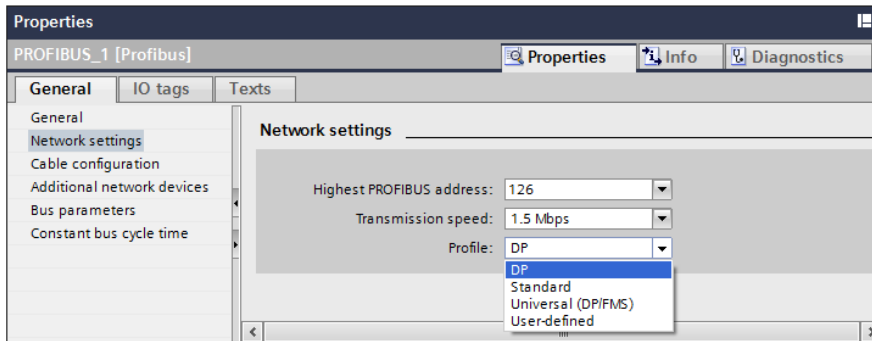 Properties
PROFIBUS_1 [Profibus]
Properties
Info
Diagnostics
General
IO tags
Texts
General
Network settings
Cable configuration
Additional network devices
Bus parameters
Constant bus cycle time
Network settings
Highest PROFIBUS address: 126
Transmission speed: 1.5 Mbps
Profile: DP
DP
Standard
Universal (DP/FMS)
User-defined